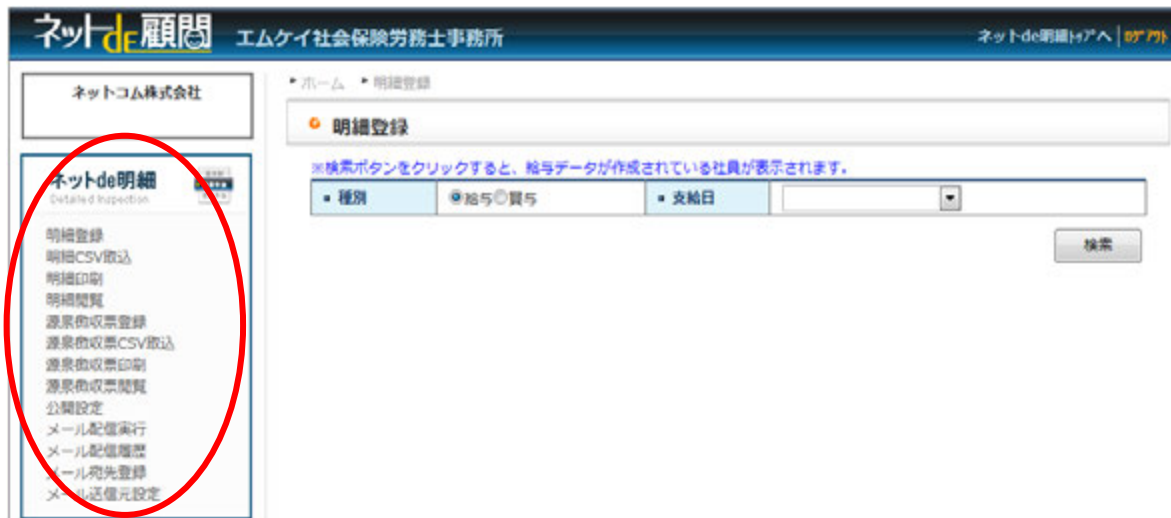 ネットde顧問 エムケイ社会保険労務士事務所 ネットde明細トップへ | ログアウト
ネットコム株式会社
ホーム 明細登録
明細登録
※検索ボタンをクリックすると、給与データが作成されている社員が表示されます。
種別 給与 賞与 支給日
検索
ネットde明細
Detailed Inspection
明細登録
明細CSV取込
明細印刷
明細閲覧
源泉徴収票登録
源泉徴収票CSV取込
源泉徴収票印刷
源泉徴収票閲覧
公開設定
メール配信実行
メール配信履歴
メール宛先登録
メール送信元設定